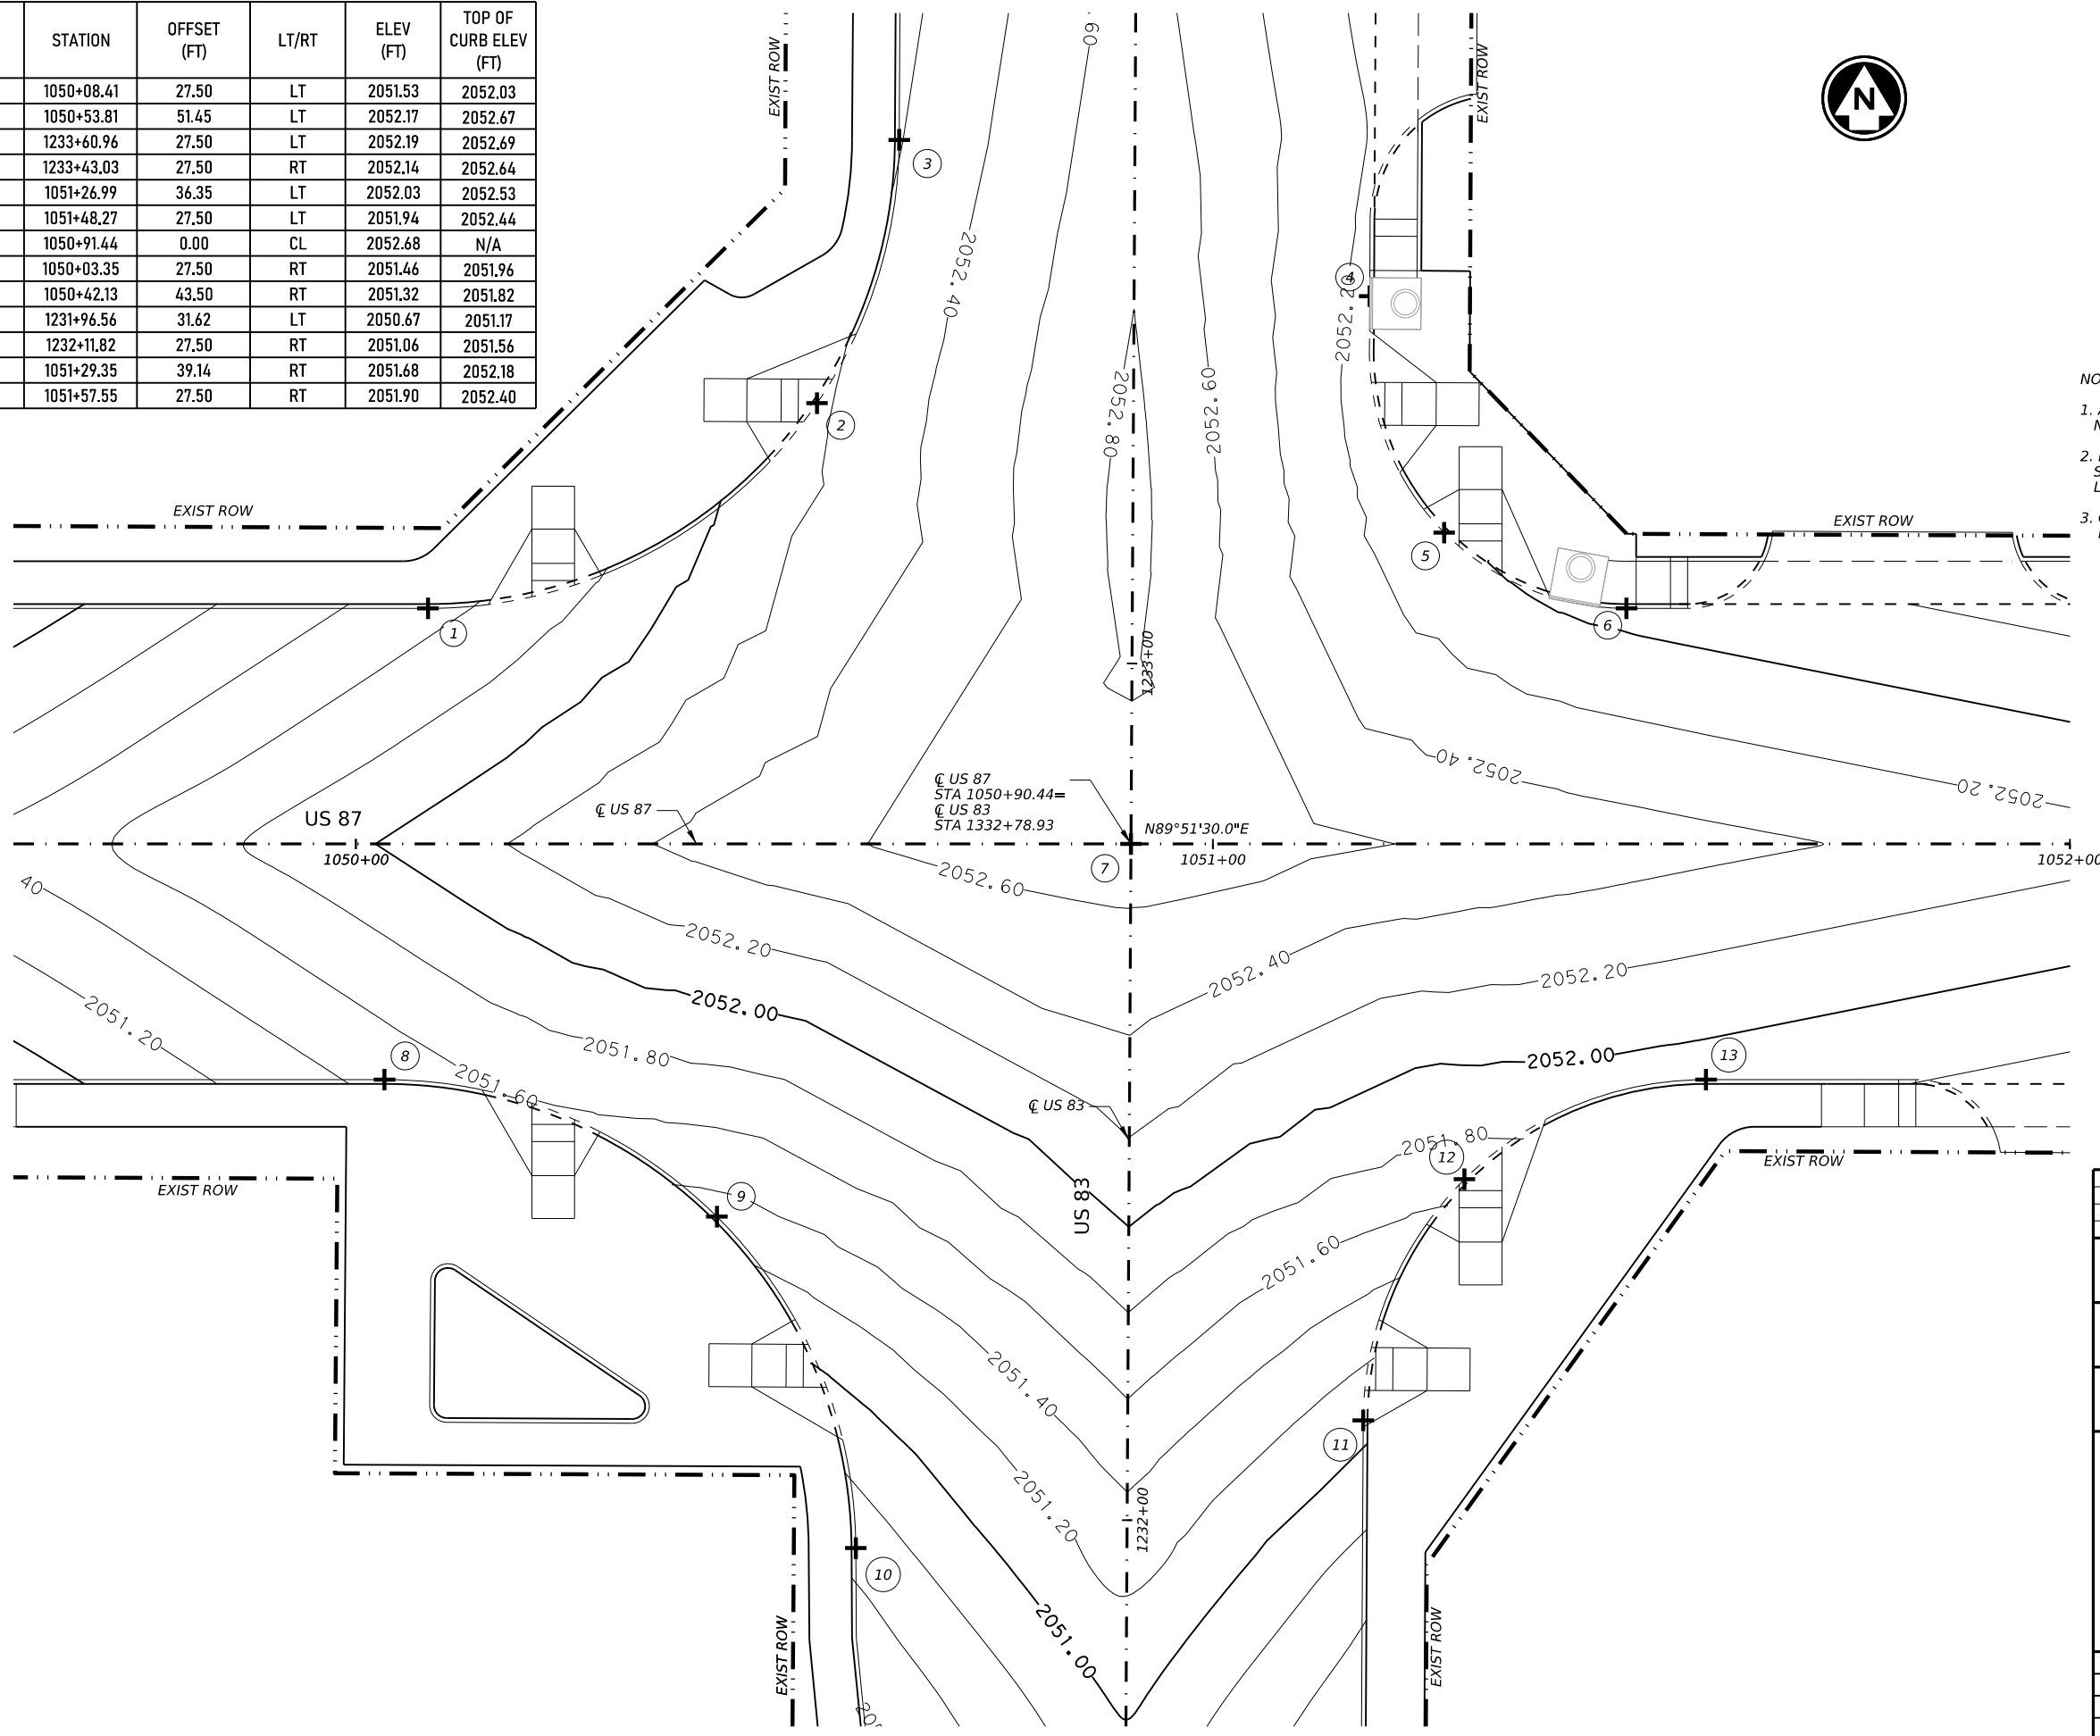 STATION OFFSET (FT) LT/RT ELEV (FT) TOP OF CURB ELEV (FT)
1050+08.41 27.50 LT 2051.53 2052.03
1050+53.81 51.45 LT 2052.17 2052.67
1233+60.96 27.50 LT 2052.19 2052.69
1233+43.03 27.50 RT 2052.14 2052.64
1051+26.99 36.35 LT 2052.03 2052.53
1051+48.27 27.50 LT 2051.94 2052.44
1050+91.44 0.00 CL 2052.68 N/A
1050+03.35 27.50 RT 2051.46 2051.96
1050+42.13 43.50 RT 2051.32 2051.82
1231+96.56 31.62 LT 2050.67 2051.17
1232+11.82 27.50 RT 2051.06 2051.56
1051+29.35 39.14 RT 2051.68 2052.18
1051+57.55 27.50 RT 2051.90 2052.40
EXIST ROW
60
EXIST ROW
N
3
2052.40
4
2052.20
2052.80
2052.60
2
NO
1.
N
2.
S
L
3.
EXIST ROW
EXIST ROW
5
1
6
1233+00
2052.40
2052.20
℄ US 87
STA 1050+90.44=
℄ US 83
STA 1332+78.93
℄ US 87
US 87
N89°51'30.0"E
1050+00
7
1051+00
1052+00
40
2052.60
2052.20
2052.40
2052.20
2051.20
2052.00
8
2051.80
2052.00
13
2051.60
℄ US 83
2051.80
12
EXIST ROW
EXIST ROW
9
US 83
2051.60
2051.40
11
2051.20
1232+00
10
2051.00
EXIST ROW
EXIST ROW